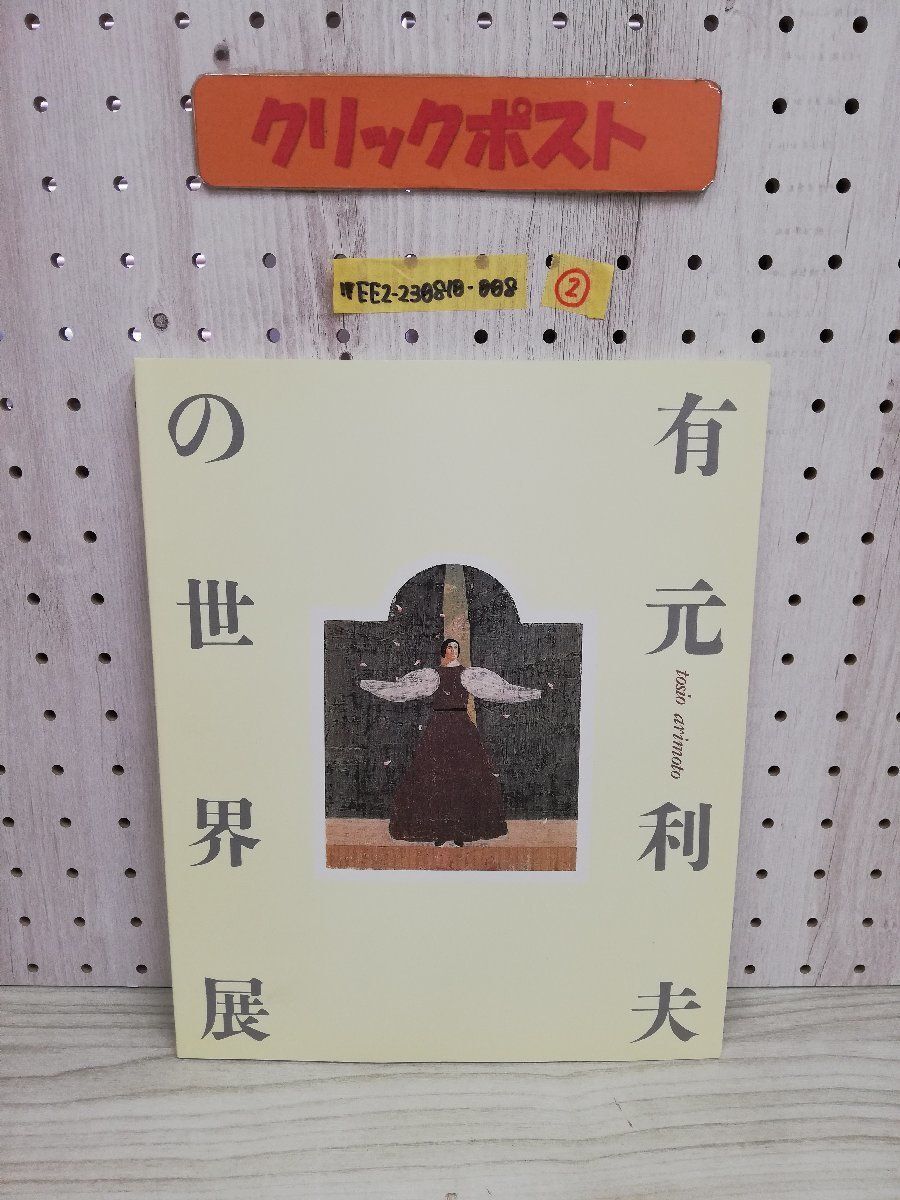 クリックポスト
EE2-230810-008
②
有元利夫
tosio arimoto
の世界展